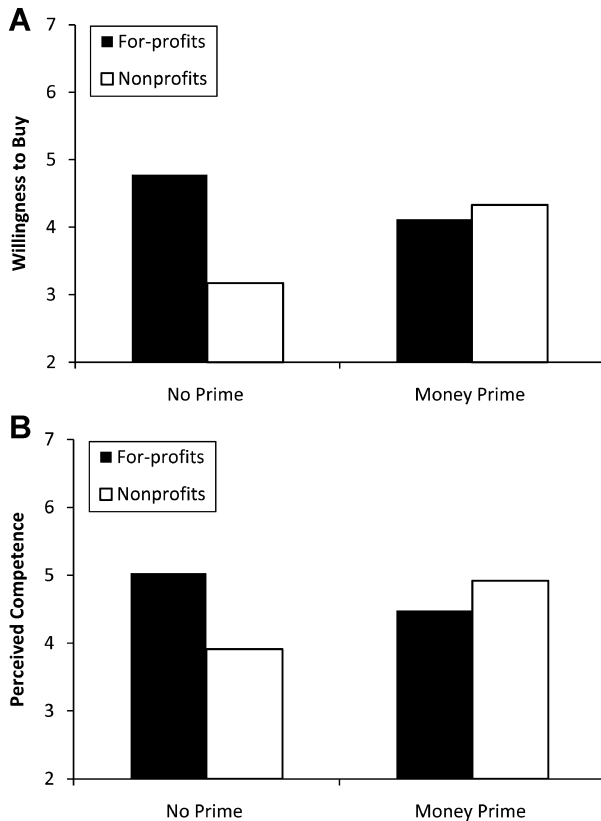 A
7
6
5
4
3
2
Willingness to Buy
For-profits
Nonprofits
No Prime
Money Prime
B
7
6
5
4
3
2
Perceived Competence
For-profits
Nonprofits
No Prime
Money Prime